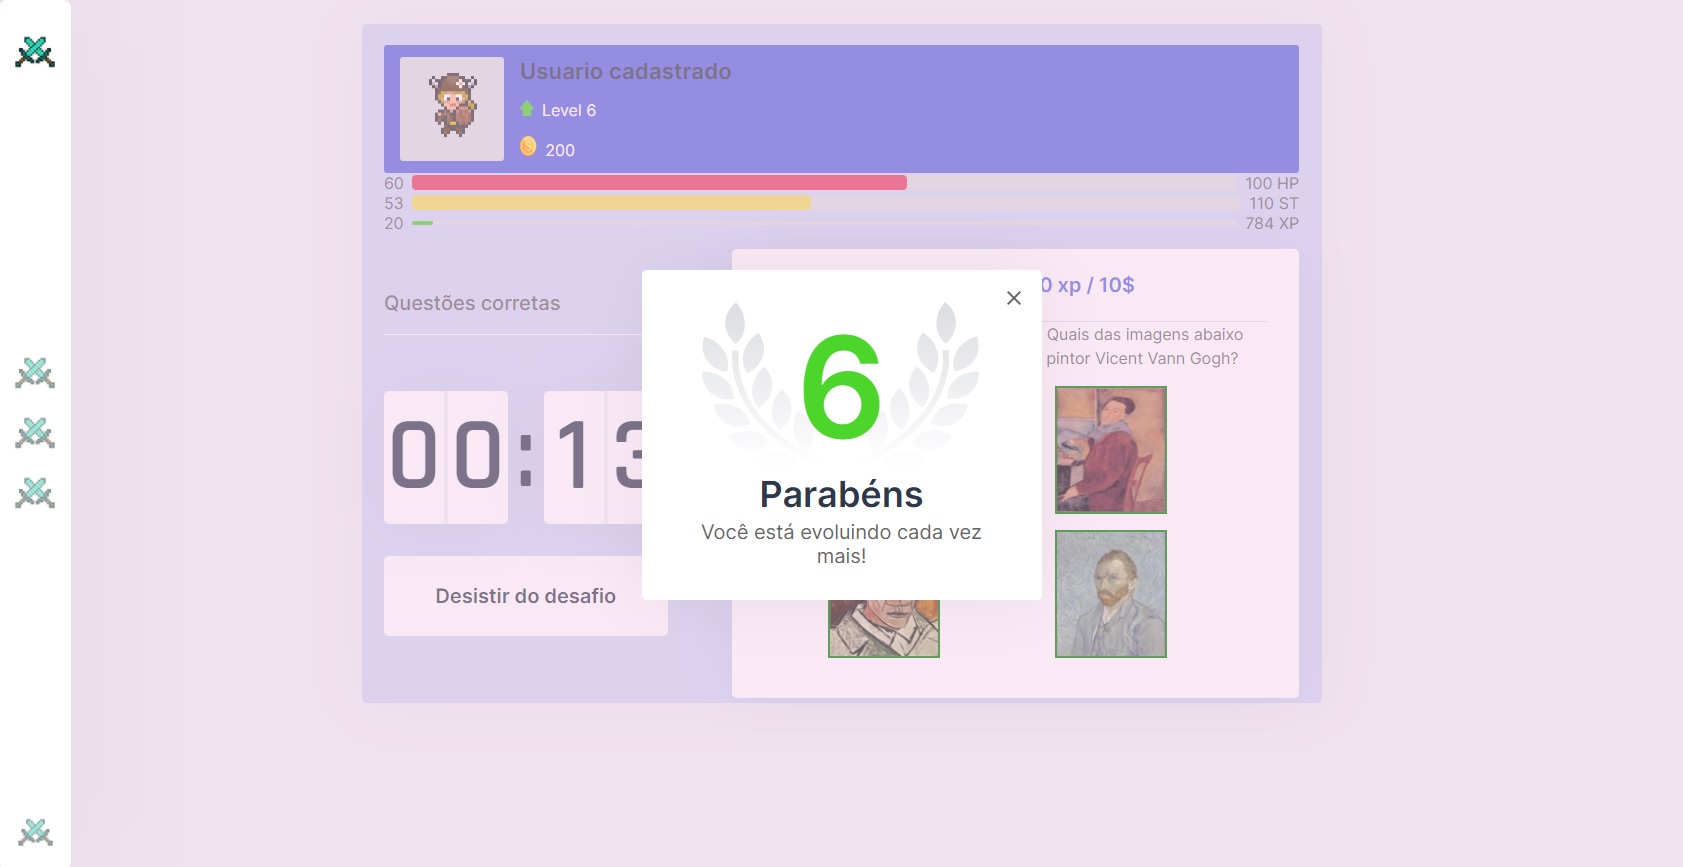 Usuario cadastrado
Level 6
200
60 100 HP
53 110 ST
20 784 XP
0 xp / 10$
Questões corretas
Quais das imagens abaixo
pintor Vicent Vann Gogh?
6
00:13
Parabéns
Você está evoluindo cada vez
mais!
Desistir do desafio